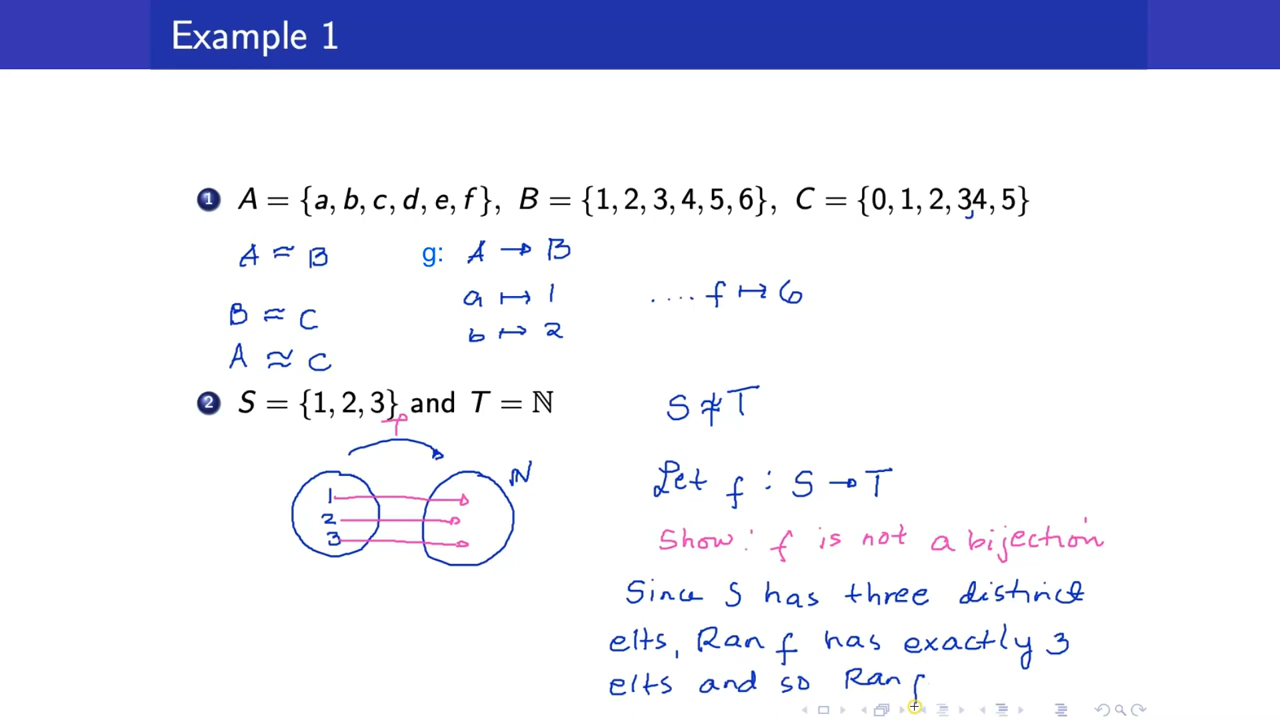 Example 1
1 A = {a, b, c, d, e, f}, B = {1, 2, 3, 4, 5, 6}, C = {0, 1, 2, 3,4, 5}
A ≈ B g: A → B
a ↦ 1 .... f ↦ 6
B ≈ C
b ↦ 2
A ≈ C
2 S = {1, 2, 3} and T = ℕ S ≉ T
f
ℕ
Let f : S → T
1
2
3
Show: f is not a bijection
Since S has three distinct
elts, Ran f has exactly 3
elts and so Ran f